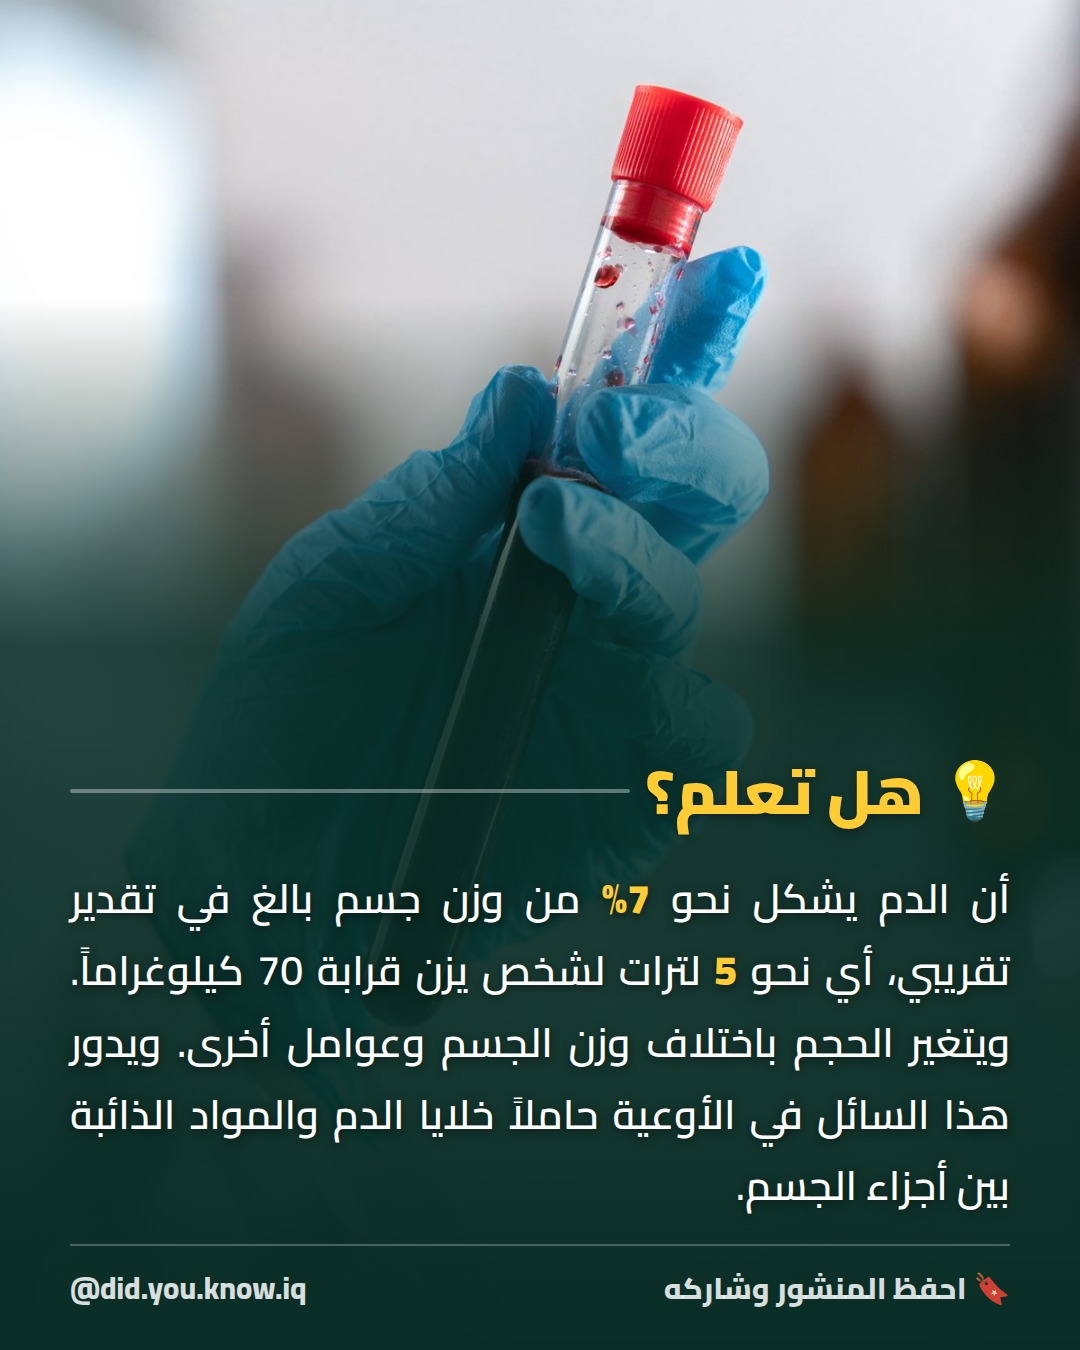 هل تعلم؟
أن الدم يشكل نحو 7% من وزن جسم بالغ في تقدير
تقريبي، أي نحو 5 لترات لشخص يزن قرابة 70 كيلوغراماً.
ويتغير الحجم باختلاف وزن الجسم وعوامل أخرى. ويدور
هذا السائل في الأوعية حاملاً خلايا الدم والمواد الذائبة
بين أجزاء الجسم.
احفظ المنشور وشاركه
@did.you.know.iq